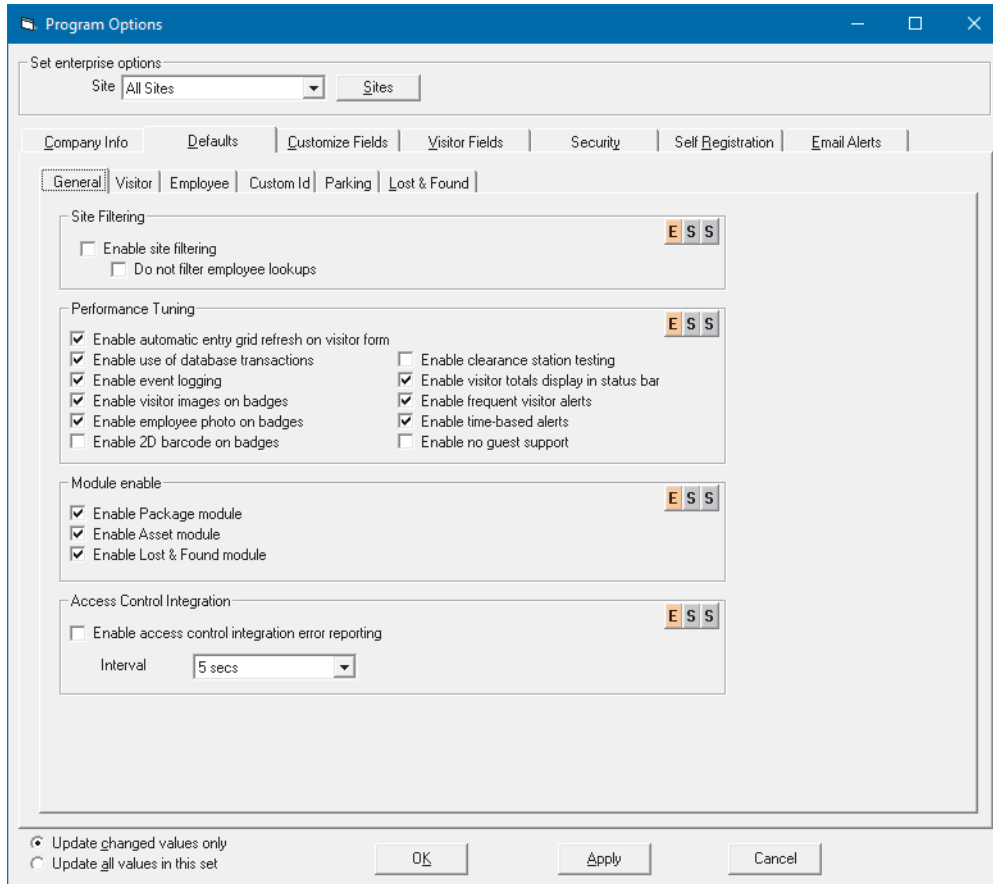 Program Options
Set enterprise options
Site All Sites Sites
Company Info Defaults Customize Fields Visitor Fields Security Self Registration Email Alerts
General Visitor Employee Custom Id Parking Lost & Found
Site Filtering
E S S
Enable site filtering
Do not filter employee lookups
Performance Tuning
E S S
Enable automatic entry grid refresh on visitor form
Enable use of database transactions Enable clearance station testing
Enable event logging Enable visitor totals display in status bar
Enable visitor images on badges Enable frequent visitor alerts
Enable employee photo on badges Enable time-based alerts
Enable 2D barcode on badges Enable no guest support
Module enable
E S S
Enable Package module
Enable Asset module
Enable Lost & Found module
Access Control Integration
E S S
Enable access control integration error reporting
Interval 5 secs
Update changed values only
Update all values in this set
OK Apply Cancel